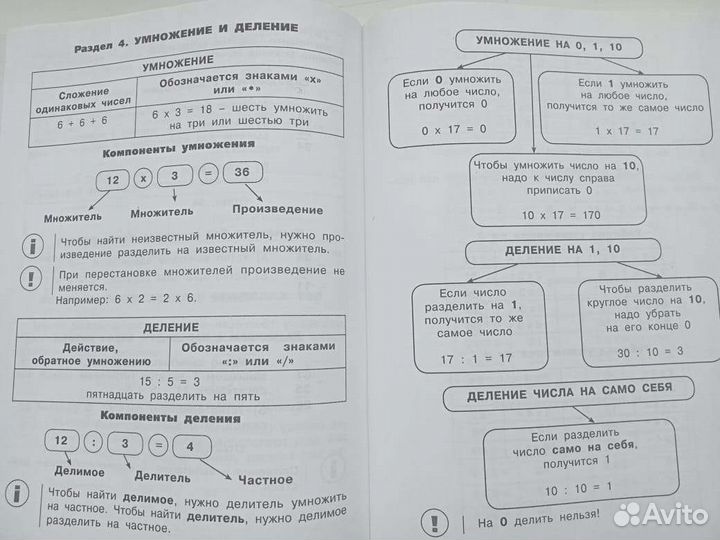 Раздел 4. УМНОЖЕНИЕ И ДЕЛЕНИЕ
УМНОЖЕНИЕ
Сложение
одинаковых чисел
Обозначается знаками «х»
или «•»
6 + 6 + 6
6 х 3 = 18 – шесть умножить
на три или шестью три
Компоненты умножения
12 х 3 = 36
Множитель Множитель Произведение
Чтобы найти неизвестный множитель, нужно про-
изведение разделить на известный множитель.
При перестановке множителей произведение не
меняется.
Например: 6 х 2 = 2 х 6.
ДЕЛЕНИЕ
Действие,
обратное умножению
Обозначается знаками
«:» или «/»
15 : 5 = 3
пятнадцать разделить на пять
Компоненты деления
12 : 3 = 4
Делимое Делитель Частное
Чтобы найти делимое, нужно делитель умножить
на частное. Чтобы найти делитель, нужно делимое
разделить на частное.
УМНОЖЕНИЕ НА 0, 1, 10
Если 0 умножить
на любое число,
получится 0
0 х 17 = 0
Если 1 умножить
на любое число,
получится то же самое число
1 х 17 = 17
Чтобы умножить число на 10,
надо к числу справа
приписать 0
10 х 17 = 170
ДЕЛЕНИЕ НА 1, 10
Если число
разделить на 1,
получится то же
самое число
17 : 1 = 17
Чтобы разделить
круглое число на 10,
надо убрать
на его конце 0
30 : 10 = 3
ДЕЛЕНИЕ ЧИСЛА НА САМО СЕБЯ
Если разделить
число само на себя,
получится 1
10 : 10 = 1
На 0 делить нельзя!
Avito